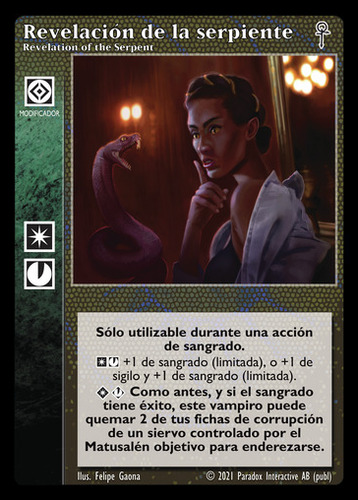 Revelación de la serpiente
Revelation of the Serpent
MODIFICADOR
Sólo utilizable durante una acción
de sangrado.
+1 de sangrado (limitada), o +1 de
sigilo y +1 de sangrado (limitada).
Como antes, y si el sangrado
tiene éxito, este vampiro puede
quemar 2 de tus fichas de corrupción
de un siervo controlado por el
Matusalén objetivo para enderezarse.
Ilus. Felipe Gaona © 2021 Paradox Interactive AB (publ)